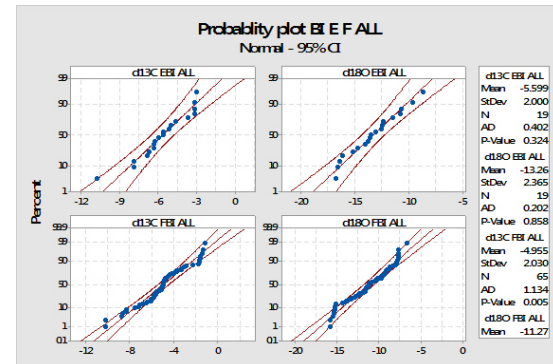 Probablity plot BI E F ALL
Normal - 95% CI
d13C EBI ALL
d18O EBI ALL
99
90
50
10
1
-12 -9 -6 -3 0
-20 -15 -10 -5
d13C FBI ALL
d18O FBI ALL
99.9
99
90
50
10
1
0.1
-12 -8 -4 0
-20 -15 -10 -5 0
Percent
d13C EBI ALL
Mean -5.599
StDev 2.000
N 19
AD 0.402
P-Value 0.324
d18O EBI ALL
Mean -13.26
StDev 2.365
N 19
AD 0.202
P-Value 0.858
d13C FBI ALL
Mean -4.955
StDev 2.030
N 65
AD 1.134
P-Value 0.005
d18O FBI ALL
Mean -11.27